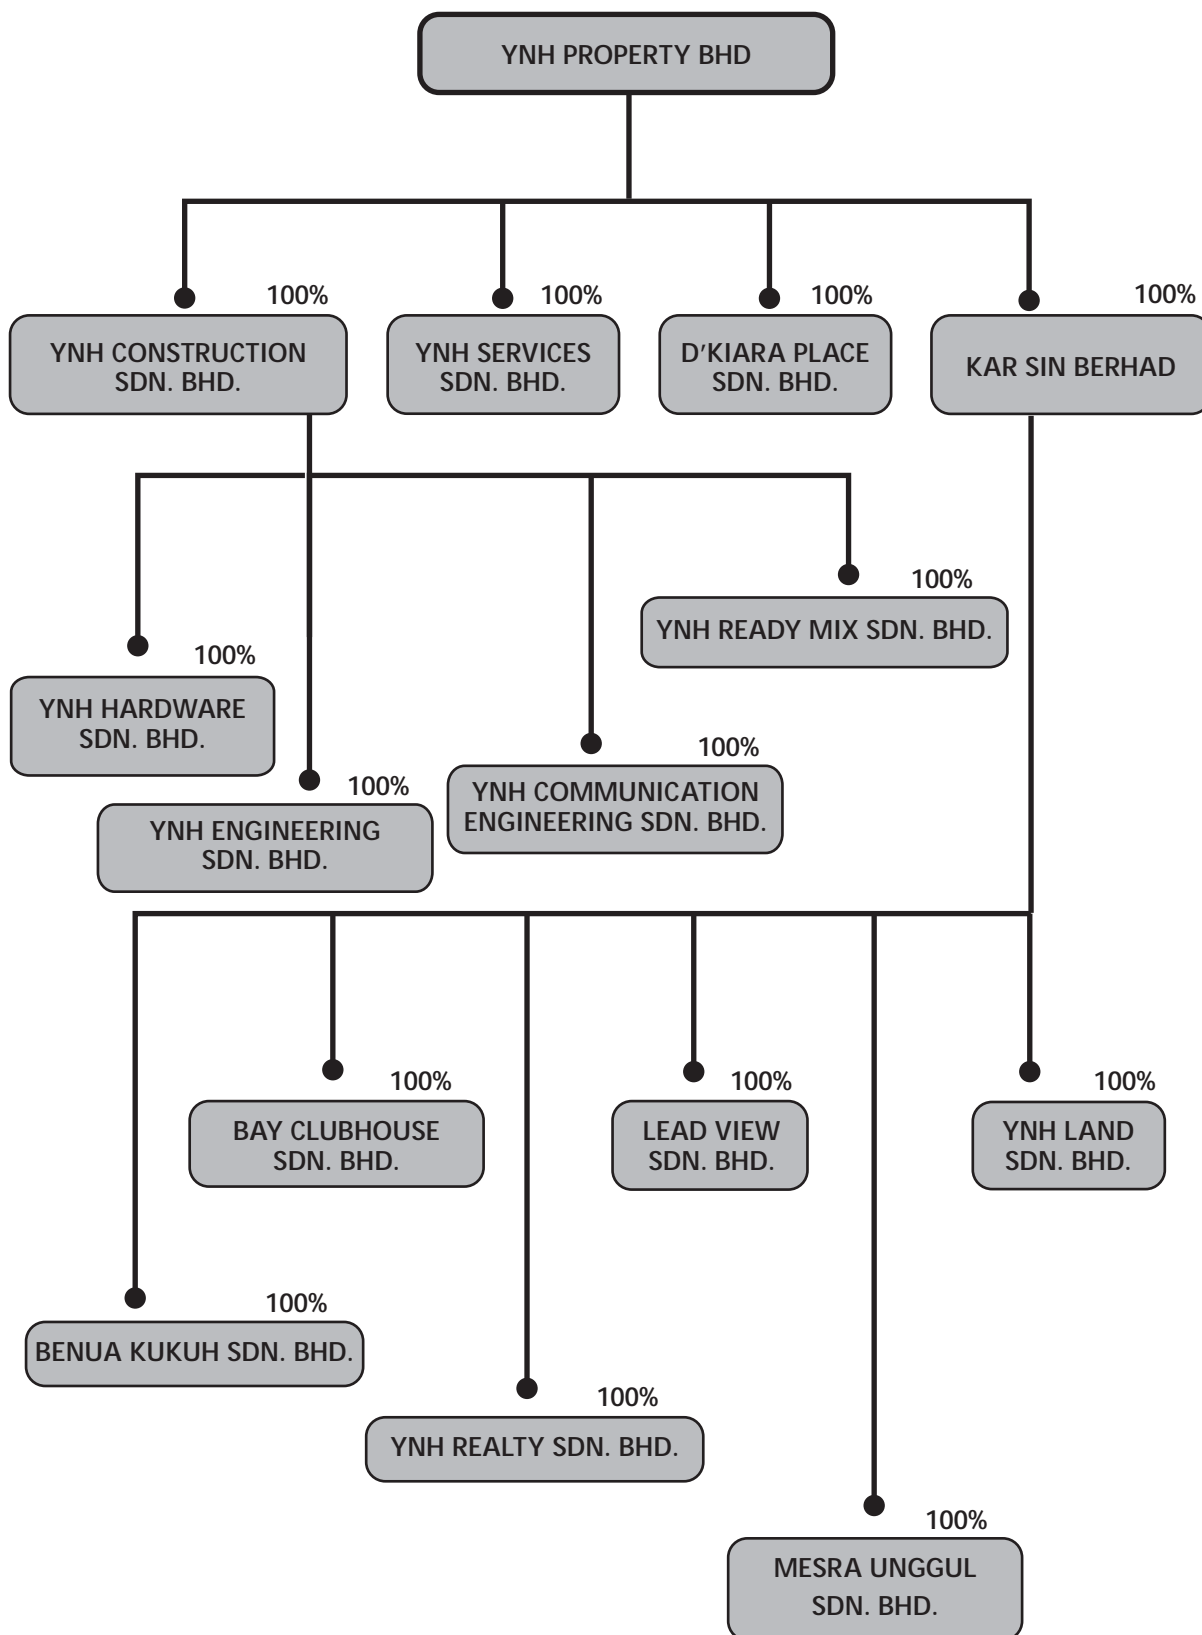 YNH PROPERTY BHD
100%
YNH CONSTRUCTION
SDN. BHD.
100%
YNH SERVICES
SDN. BHD.
100%
D'KIARA PLACE
SDN. BHD.
100%
KAR SIN BERHAD
100%
YNH READY MIX SDN. BHD.
100%
YNH HARDWARE
SDN. BHD.
100%
YNH COMMUNICATION
ENGINEERING SDN. BHD.
100%
YNH ENGINEERING
SDN. BHD.
100%
BAY CLUBHOUSE
SDN. BHD.
100%
LEAD VIEW
SDN. BHD.
100%
YNH LAND
SDN. BHD.
100%
BENUA KUKUH SDN. BHD.
100%
YNH REALTY SDN. BHD.
100%
MESRA UNGGUL
SDN. BHD.